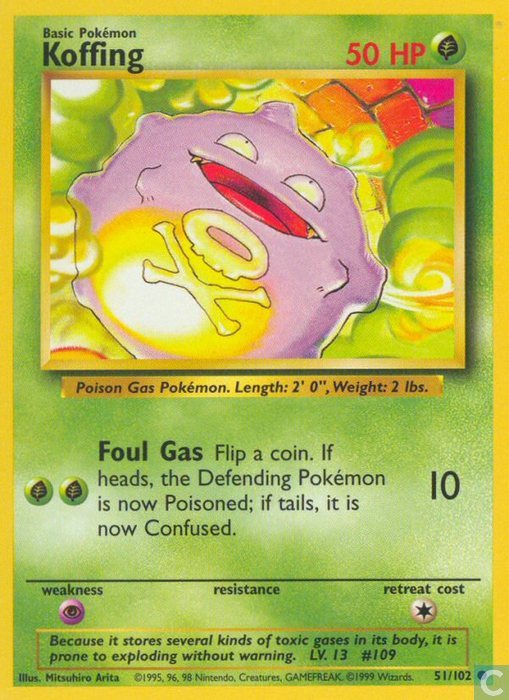 Basic Pokémon
Koffing
50 HP
Poison Gas Pokémon. Length: 2' 0", Weight: 2 lbs.
Foul Gas Flip a coin. If
heads, the Defending Pokémon
is now Poisoned; if tails, it is
now Confused.
10
weakness
resistance
retreat cost
Because it stores several kinds of toxic gases in its body, it is
prone to exploding without warning. LV. 13 #109
Illus. Mitsuhiro Arita
©1995, 96, 98 Nintendo, Creatures, GAMEFREAK. ©1999 Wizards.
51/102
C